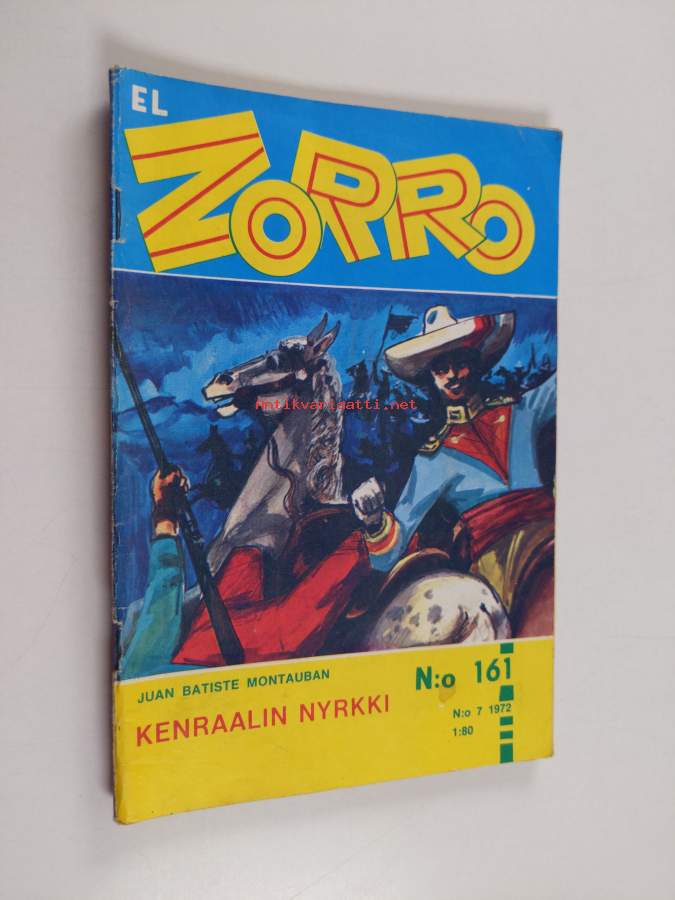 EL
ZORRO
antikvariaatti.net
JUAN BATISTE MONTAUBAN
N:o 161
KENRAALIN NYRKKI
N:o 7 1972
1:80